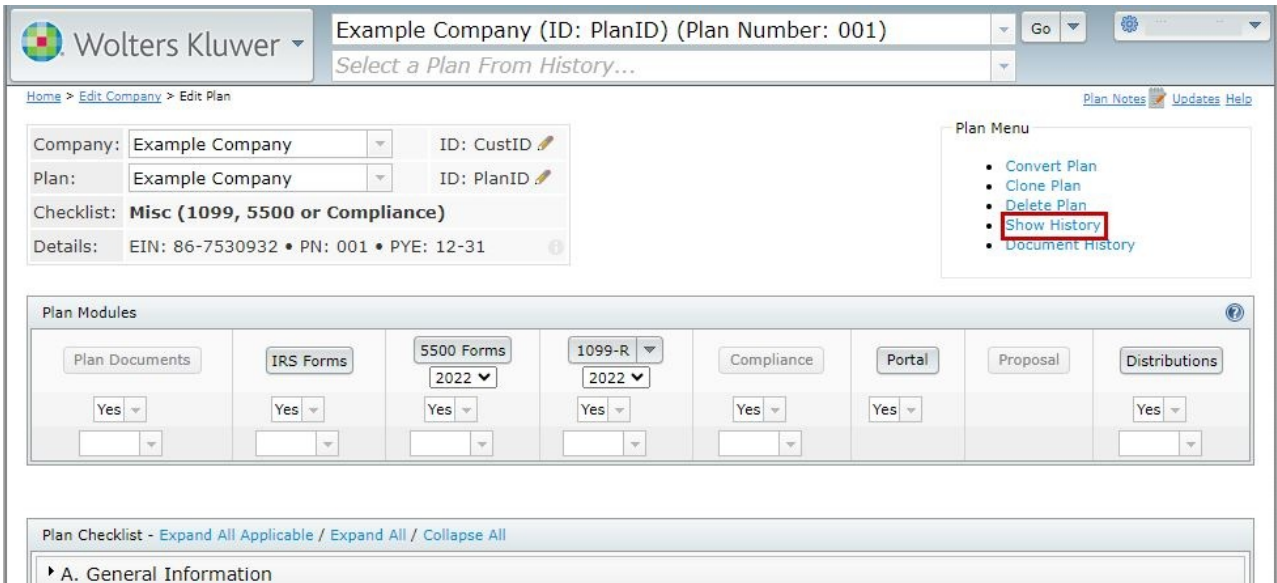 Wolters Kluwer
Example Company (ID: PlanID) (Plan Number: 001)
Go
Select a Plan From History...
Home > Edit Company > Edit Plan
Plan Notes Updates Help
Company: Example Company ID: CustID
Plan: Example Company ID: PlanID
Checklist: Misc (1099, 5500 or Compliance)
Details: EIN: 86-7530932 • PN: 001 • PYE: 12-31
Plan Menu
• Convert Plan
• Clone Plan
• Delete Plan
• Show History
• Document History
Plan Modules
Plan Documents IRS Forms 5500 Forms 1099-R Compliance Portal Proposal Distributions
2022 2022
Yes Yes Yes Yes Yes Yes Yes
Plan Checklist - Expand All Applicable / Expand All / Collapse All
A. General Information